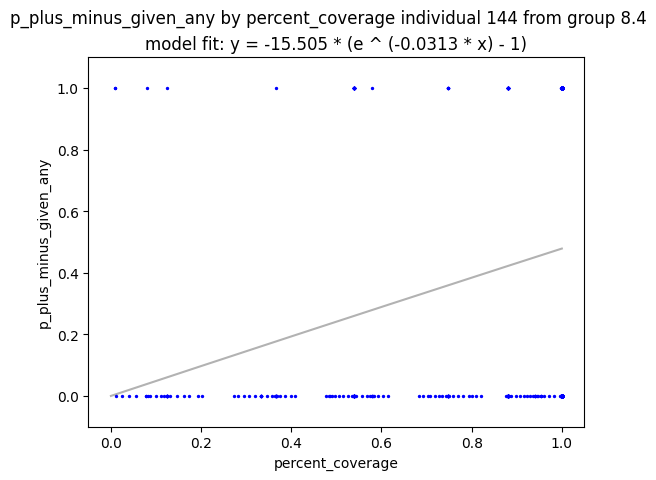 p_plus_minus_given_any by percent_coverage individual 144 from group 8.4
model fit: y = -15.505 * (e ^ (-0.0313 * x) - 1)
1.0
0.8
0.6
0.4
0.2
0.0
p_plus_minus_given_any
0.0 0.2 0.4 0.6 0.8 1.0
percent_coverage